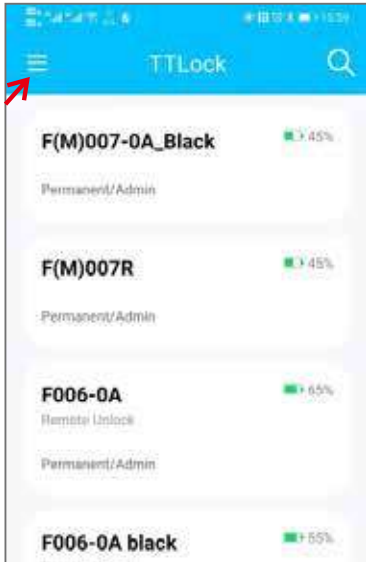 TTLock
F(M)007-0A_Black
45%
Permanent/Admin
F(M)007R
45%
Permanent/Admin
F006-0A
65%
Remote Unlock
Permanent/Admin
F006-0A black
55%